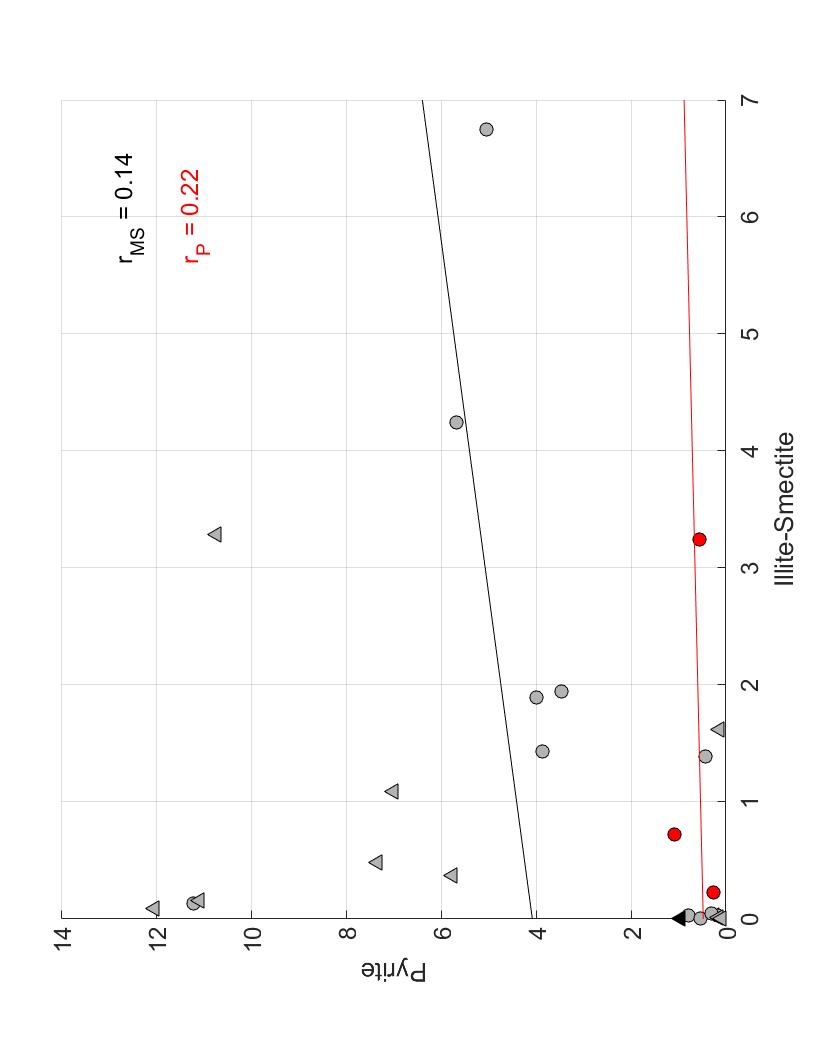 14
12
10
8
6
4
2
0
r_MS = 0.14
r_P = 0.22
Pyrite
0 1 2 3 4 5 6 7
Illite-Smectite